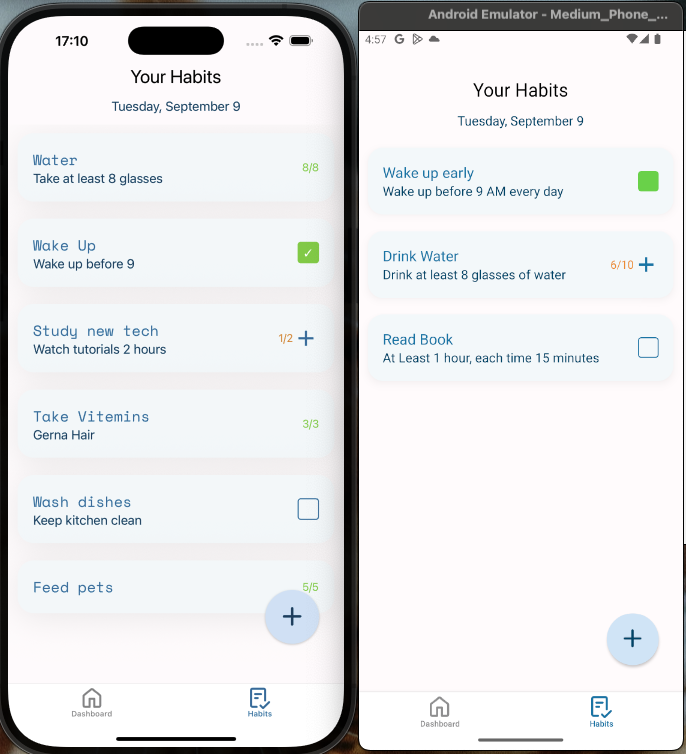 17:10
Your Habits
Tuesday, September 9
Water
Take at least 8 glasses
8/8
Wake Up
Wake up before 9
Study new tech
Watch tutorials 2 hours
1/2
Take Vitemins
Gerna Hair
3/3
Wash dishes
Keep kitchen clean
Feed pets
5/5
Dashboard
Habits
Android Emulator - Medium_Phone_...
4:57
Your Habits
Tuesday, September 9
Wake up early
Wake up before 9 AM every day
Drink Water
Drink at least 8 glasses of water
6/10
Read Book
At Least 1 hour, each time 15 minutes
Dashboard
Habits